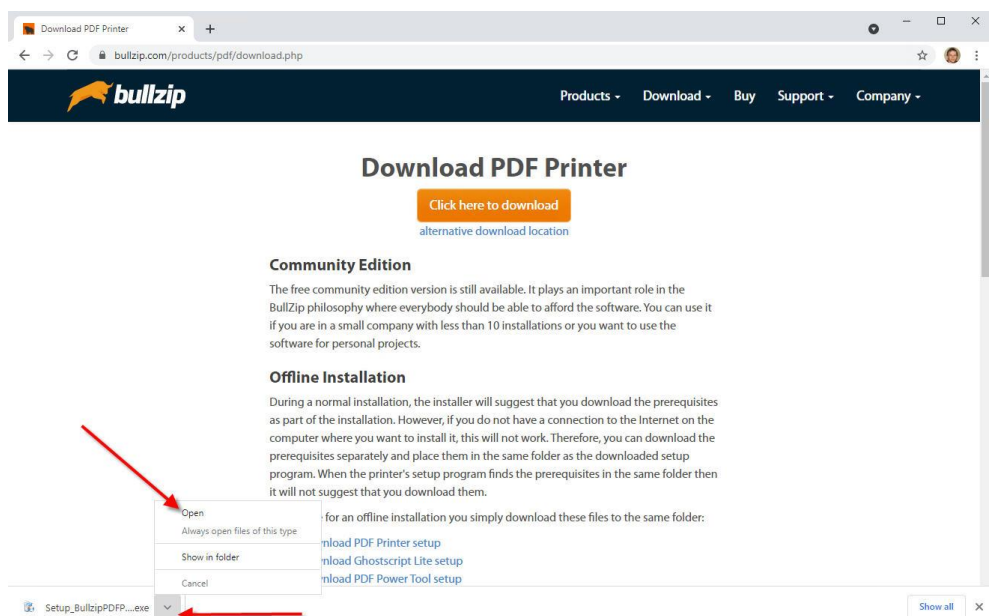 Download PDF Printer
bullzip.com/products/pdf/download.php
bullzip
Products Download Buy Support Company
Download PDF Printer
Click here to download
alternative download location
Community Edition
The free community edition version is still available. It plays an important role in the
BullZip philosophy where everybody should be able to afford the software. You can use it
if you are in a small company with less than 10 installations or you want to use the
software for personal projects.
Offline Installation
During a normal installation, the installer will suggest that you download the prerequisites
as part of the installation. However, if you do not have a connection to the Internet on the
computer where you want to install it, this will not work. Therefore, you can download the
prerequisites separately and place them in the same folder as the downloaded setup
program. When the printer's setup program finds the prerequisites in the same folder then
it will not suggest that you download them.
for an offline installation you simply download these files to the same folder:
PDF Printer setup
Ghostscript Lite setup
PDF Power Tool setup
Open
Always open files of this type
Show in folder
Cancel
Setup_BullzipPDFP....exe
Show all